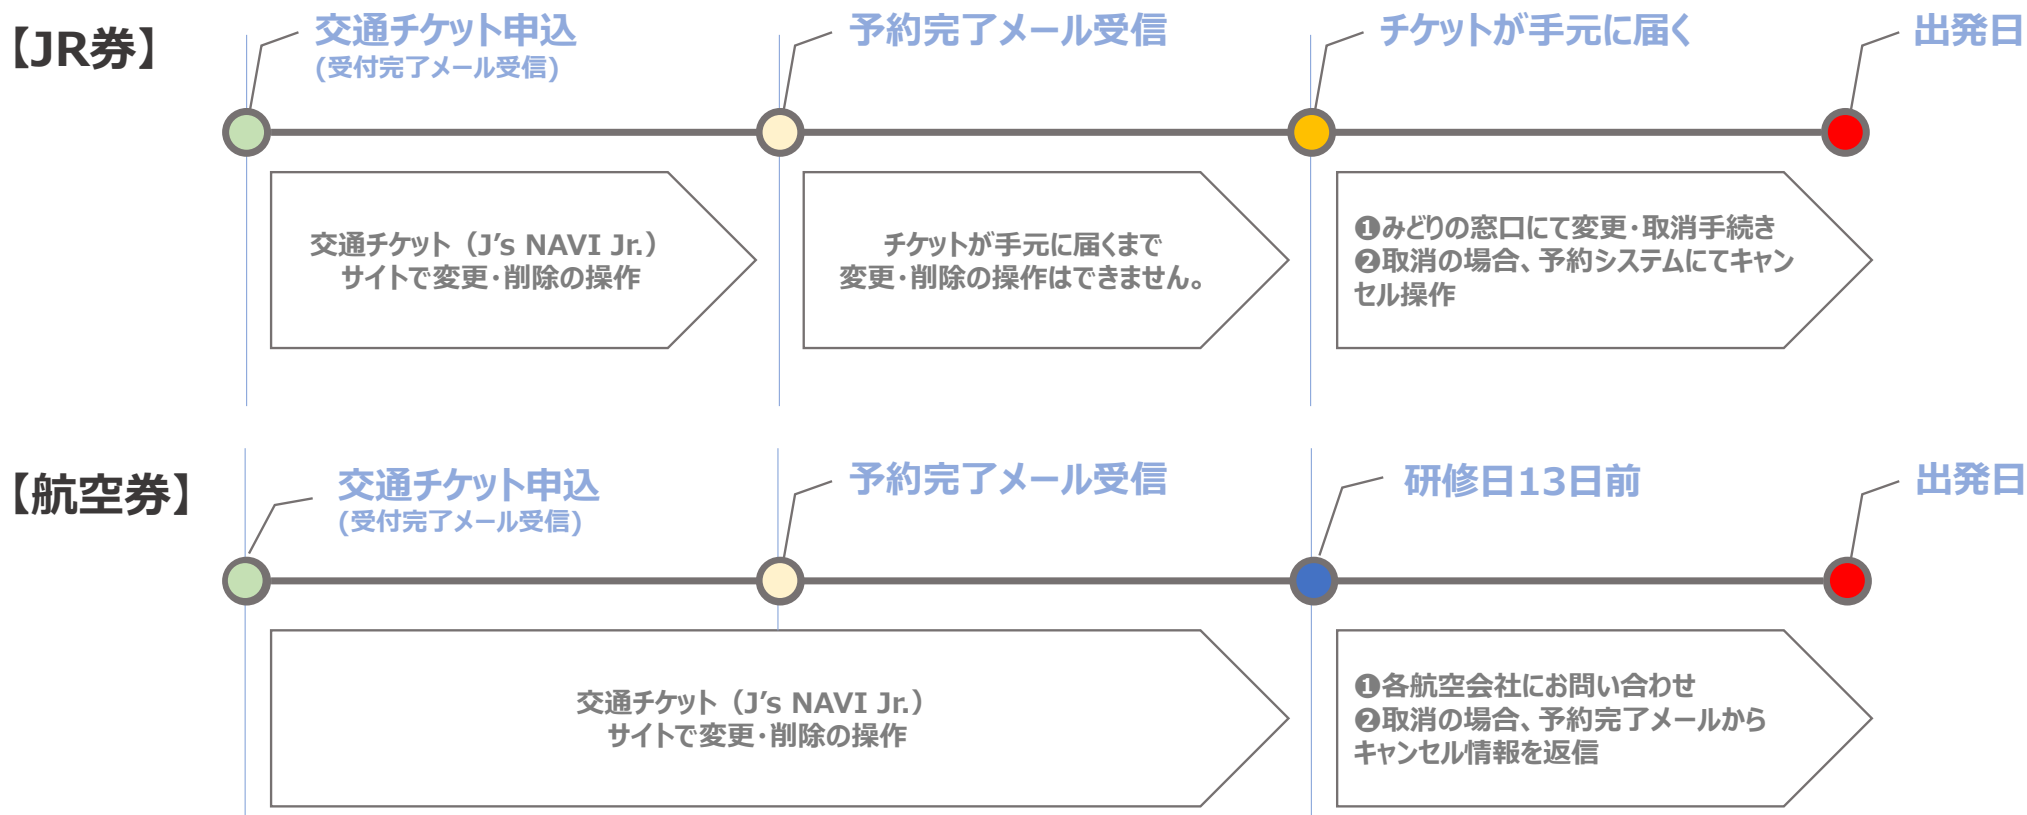 【JR券】
交通チケット申込
(受付完了メール受信)
予約完了メール受信
チケットが手元に届く
出発日
交通チケット（J’s NAVI Jr.）
サイトで変更・削除の操作
チケットが手元に届くまで
変更・削除の操作はできません。
❶みどりの窓口にて変更・取消手続き
❷取消の場合、予約システムにてキャン
セル操作
【航空券】
交通チケット申込
(受付完了メール受信)
予約完了メール受信
研修日13日前
出発日
交通チケット（J’s NAVI Jr.）
サイトで変更・削除の操作
❶各航空会社にお問い合わせ
❷取消の場合、予約完了メールから
キャンセル情報を返信